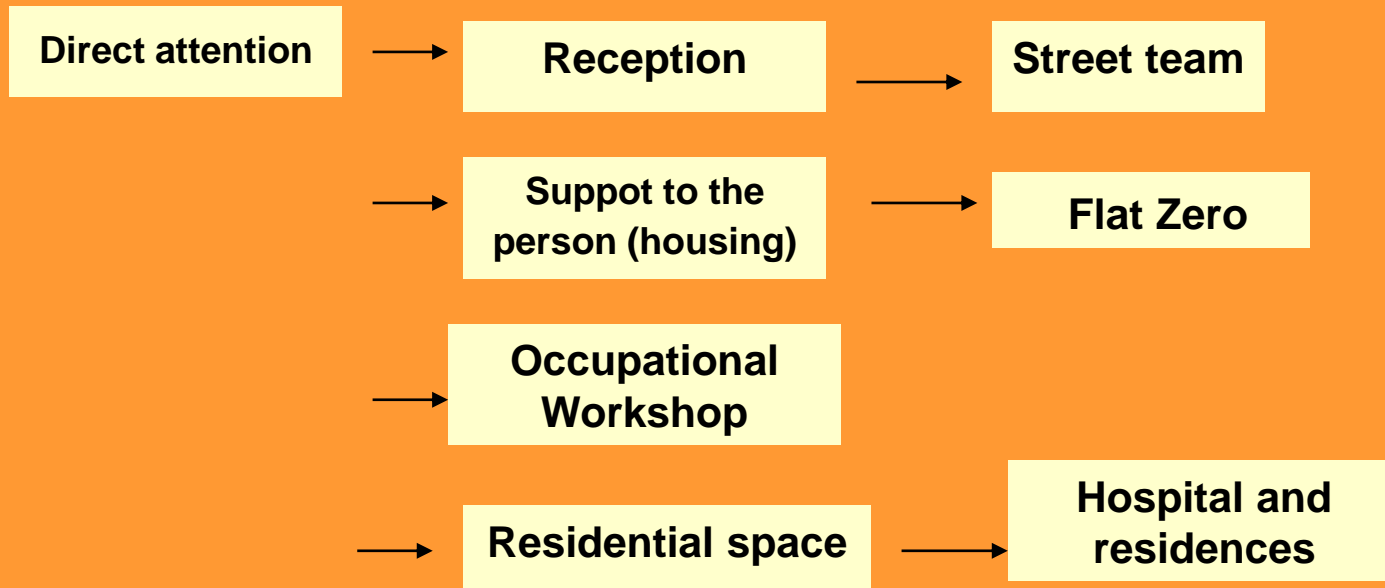 Direct attention
Reception
Street team
Suppot to the
person (housing)
Flat Zero
Occupational
Workshop
Residential space
Hospital and
residences